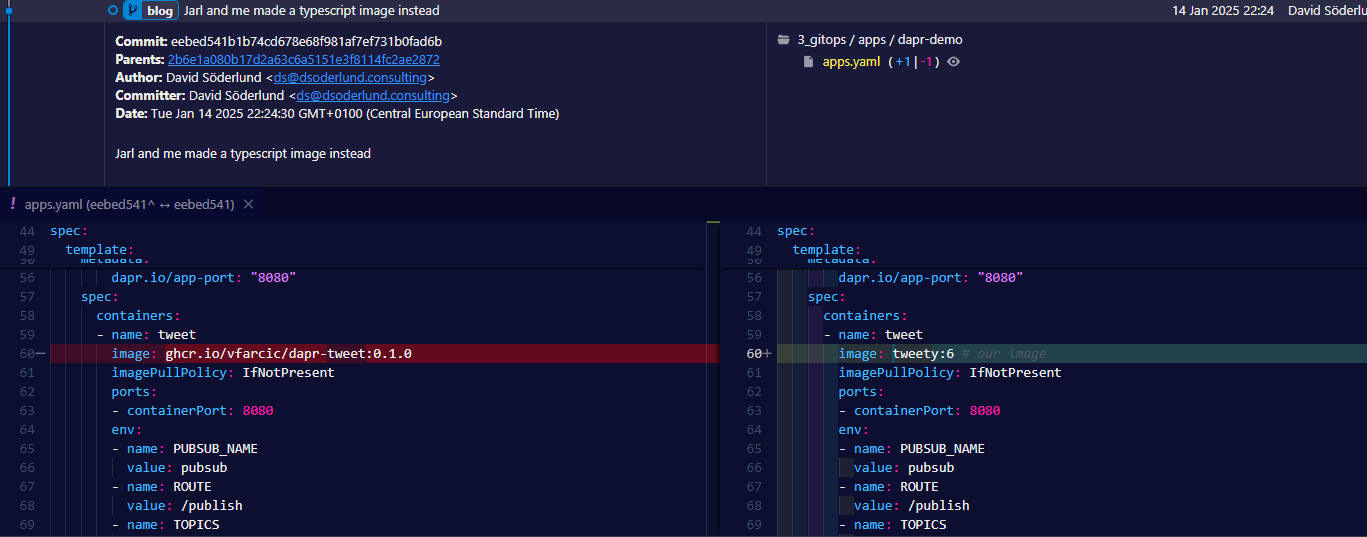 blog Jarl and me made a typescript image instead 14 Jan 2025 22:24 David Söderlu
Commit: eebed541b1b74cd678e68f981af7ef731b0fad6b
Parents: 2b6e1a080b17d2a63c6a5151e3f8114fc2ae2872
Author: David Söderlund <ds@dsoderlund.consulting>
Committer: David Söderlund <ds@dsoderlund.consulting>
Date: Tue Jan 14 2025 22:24:30 GMT+0100 (Central European Standard Time)
Jarl and me made a typescript image instead
3_gitops / apps / dapr-demo
apps.yaml (+1|-1)
! apps.yaml (eebed541^ ↔ eebed541) ×
44 spec:
49 template:
50 metadata:
56 dapr.io/app-port: "8080"
57 spec:
58 containers:
59 - name: tweet
60— image: ghcr.io/vfarcic/dapr-tweet:0.1.0
61 imagePullPolicy: IfNotPresent
62 ports:
63 - containerPort: 8080
64 env:
65 - name: PUBSUB_NAME
66 value: pubsub
67 - name: ROUTE
68 value: /publish
69 - name: TOPICS
44 spec:
49 template:
50 metadata:
56 dapr.io/app-port: "8080"
57 spec:
58 containers:
59 - name: tweet
60+ image: tweety:6 # our image
61 imagePullPolicy: IfNotPresent
62 ports:
63 - containerPort: 8080
64 env:
65 - name: PUBSUB_NAME
66 value: pubsub
67 - name: ROUTE
68 value: /publish
69 - name: TOPICS